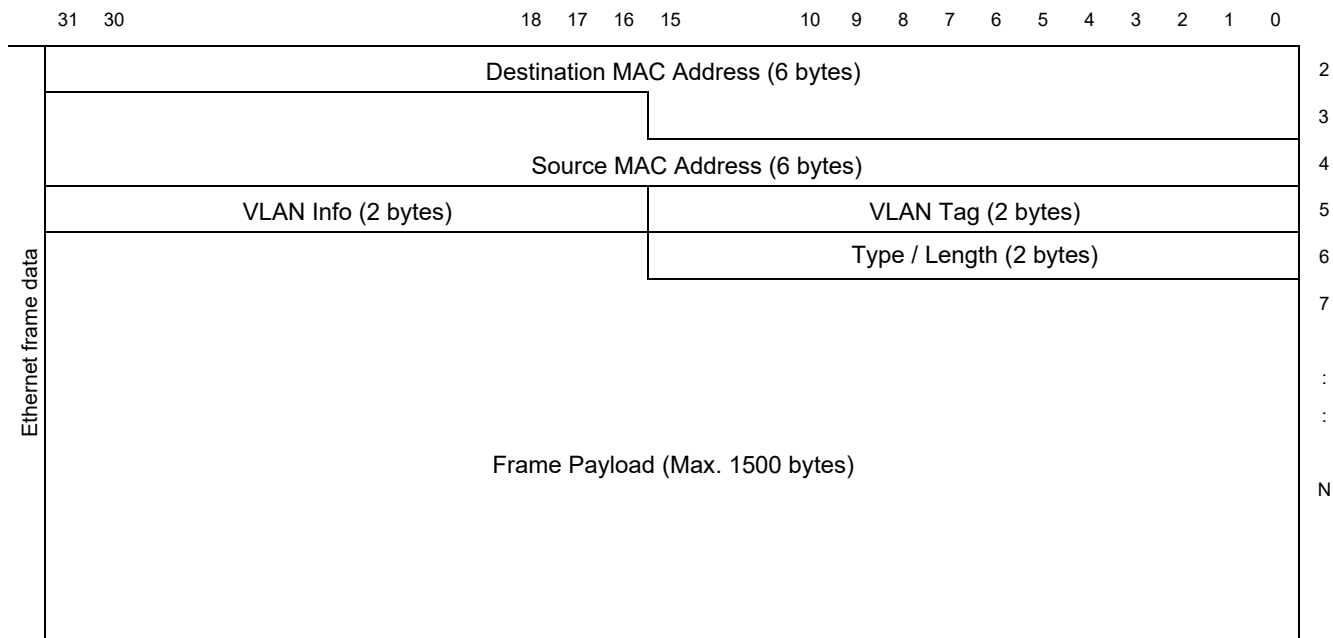 31 30 18 17 16 15 10 9 8 7 6 5 4 3 2 1 0
Destination MAC Address (6 bytes) 2
3
Source MAC Address (6 bytes) 4
VLAN Info (2 bytes) VLAN Tag (2 bytes) 5
Type / Length (2 bytes) 6
7
Ethernet frame data
:
:
Frame Payload (Max. 1500 bytes)
N